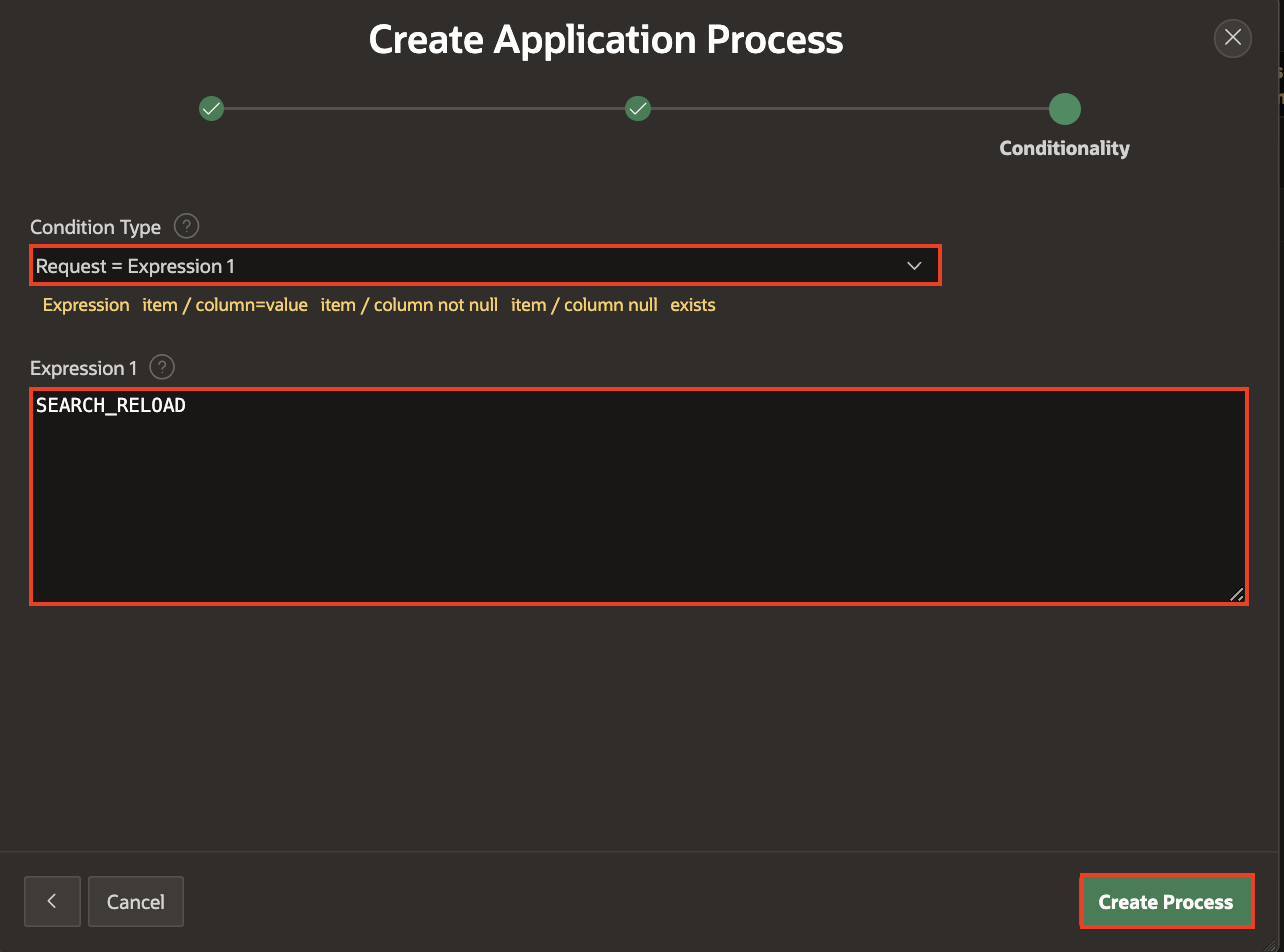 Create Application Process
Conditionality
Condition Type ?
Request = Expression 1
Expression item / column=value item / column not null item / column null exists
Expression 1 ?
SEARCH_RELOAD
Cancel
Create Process